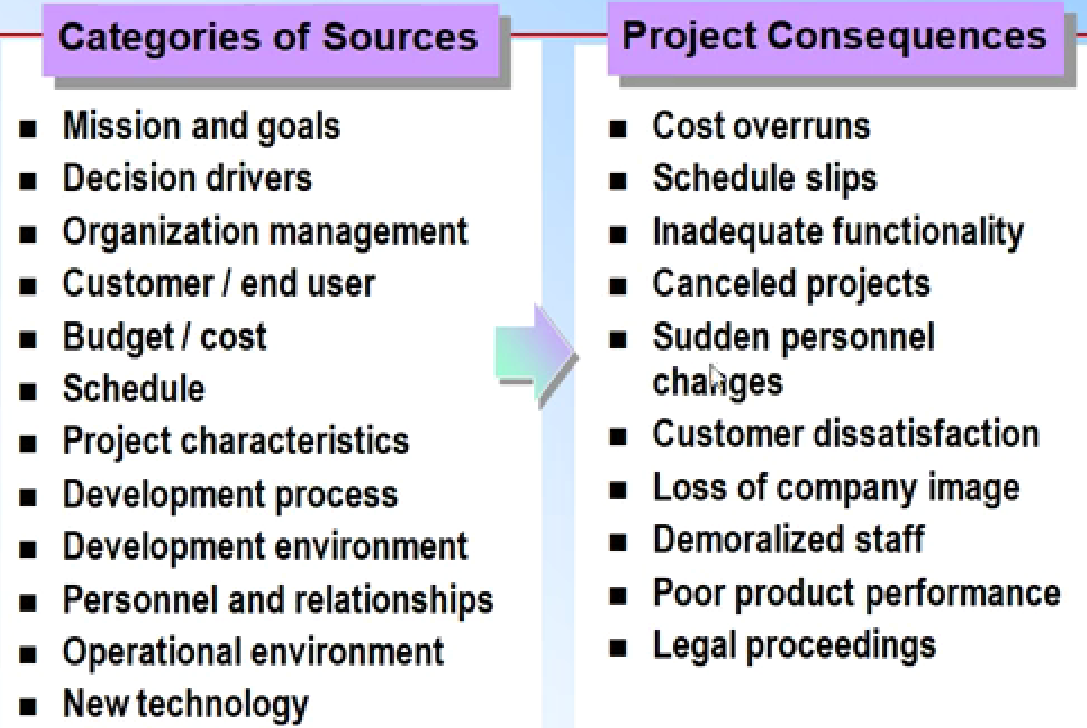 Categories of Sources
■ Mission and goals
■ Decision drivers
■ Organization management
■ Customer / end user
■ Budget / cost
■ Schedule
■ Project characteristics
■ Development process
■ Development environment
■ Personnel and relationships
■ Operational environment
■ New technology
Project Consequences
■ Cost overruns
■ Schedule slips
■ Inadequate functionality
■ Canceled projects
■ Sudden personnel
changes
■ Customer dissatisfaction
■ Loss of company image
■ Demoralized staff
■ Poor product performance
■ Legal proceedings